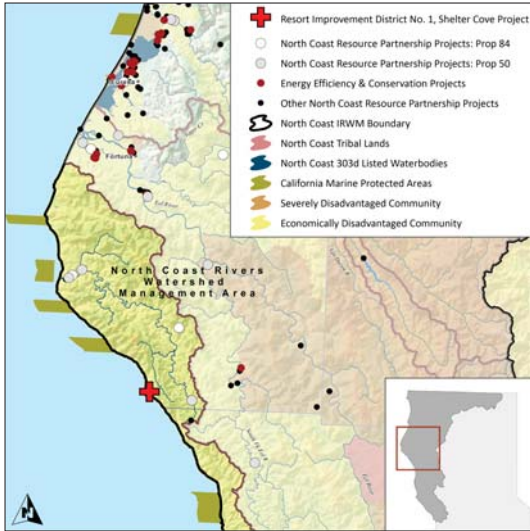 Resort Improvement District No. 1, Shelter Cove Project
North Coast Resource Partnership Projects: Prop 84
North Coast Resource Partnership Projects: Prop 50
Energy Efficiency & Conservation Projects
Other North Coast Resource Partnership Projects
North Coast IRWM Boundary
North Coast Tribal Lands
North Coast 303d Listed Waterbodies
California Marine Protected Areas
Severely Disadvantaged Community
Economically Disadvantaged Community
Eureka
Fortuna
Eel River
North Coast Rivers
Watershed
Management Area
N